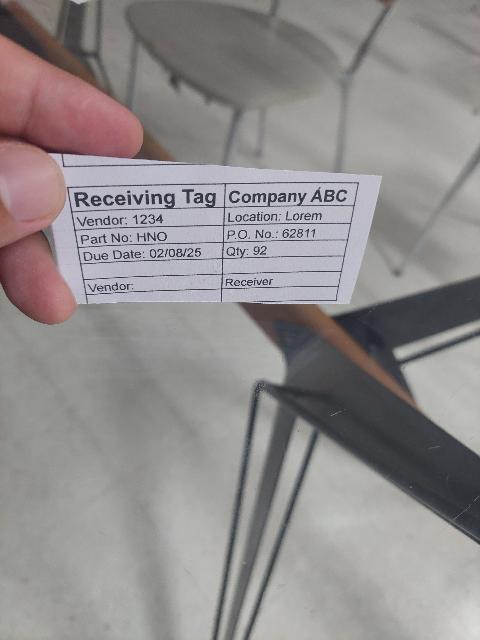 Receiving Tag Company ABC
Vendor: 1234 Location: Lorem
Part No: HNO P.O. No.: 62811
Due Date: 02/08/25 Qty: 92
Vendor: Receiver